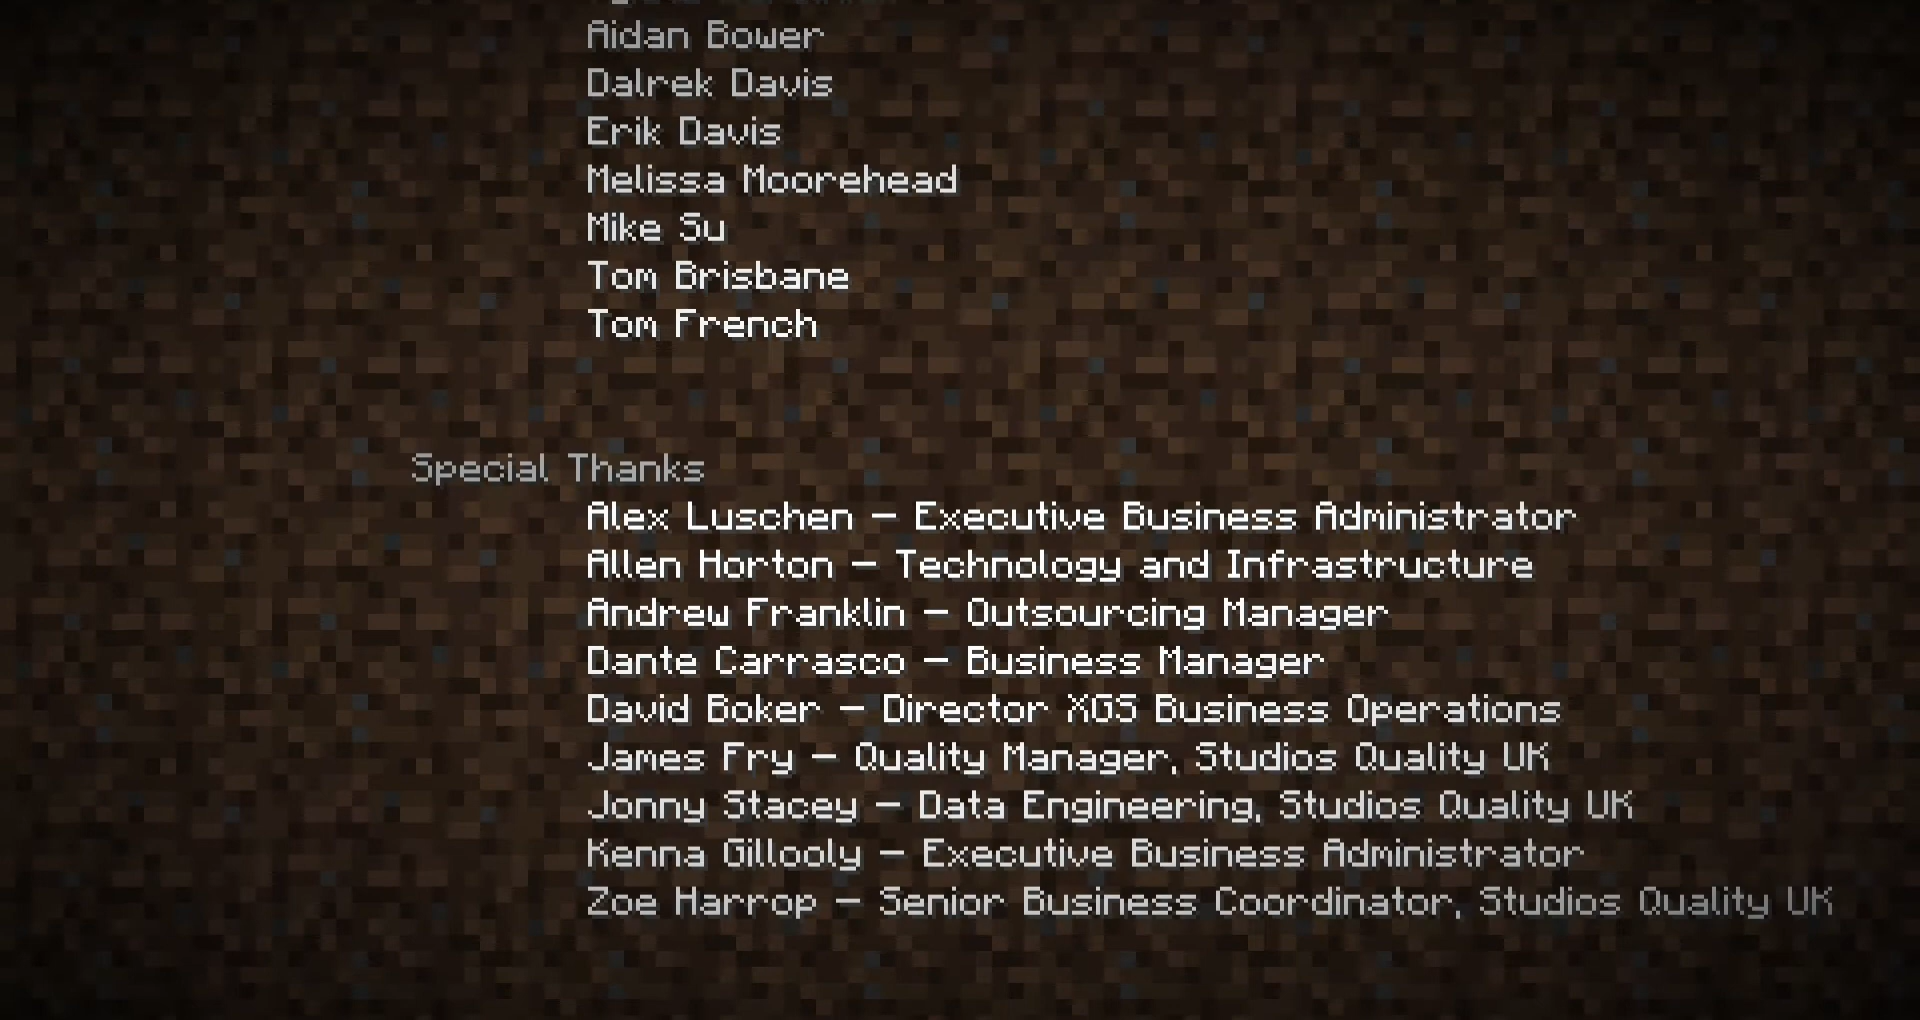 Aidan Bower
Dalrek Davis
Erik Davis
Melissa Moorehead
Mike Su
Tom Brisbane
Tom French
Special Thanks
Alex Luschen – Executive Business Administrator
Allen Horton – Technology and Infrastructure
Andrew Franklin – Outsourcing Manager
Dante Carrasco – Business Manager
David Boker – Director XGS Business Operations
James Fry – Quality Manager, Studios Quality UK
Jonny Stacey – Data Engineering, Studios Quality UK
Kenna Gillooly – Executive Business Administrator
Zoe Harrop – Senior Business Coordinator, Studios Quality UK